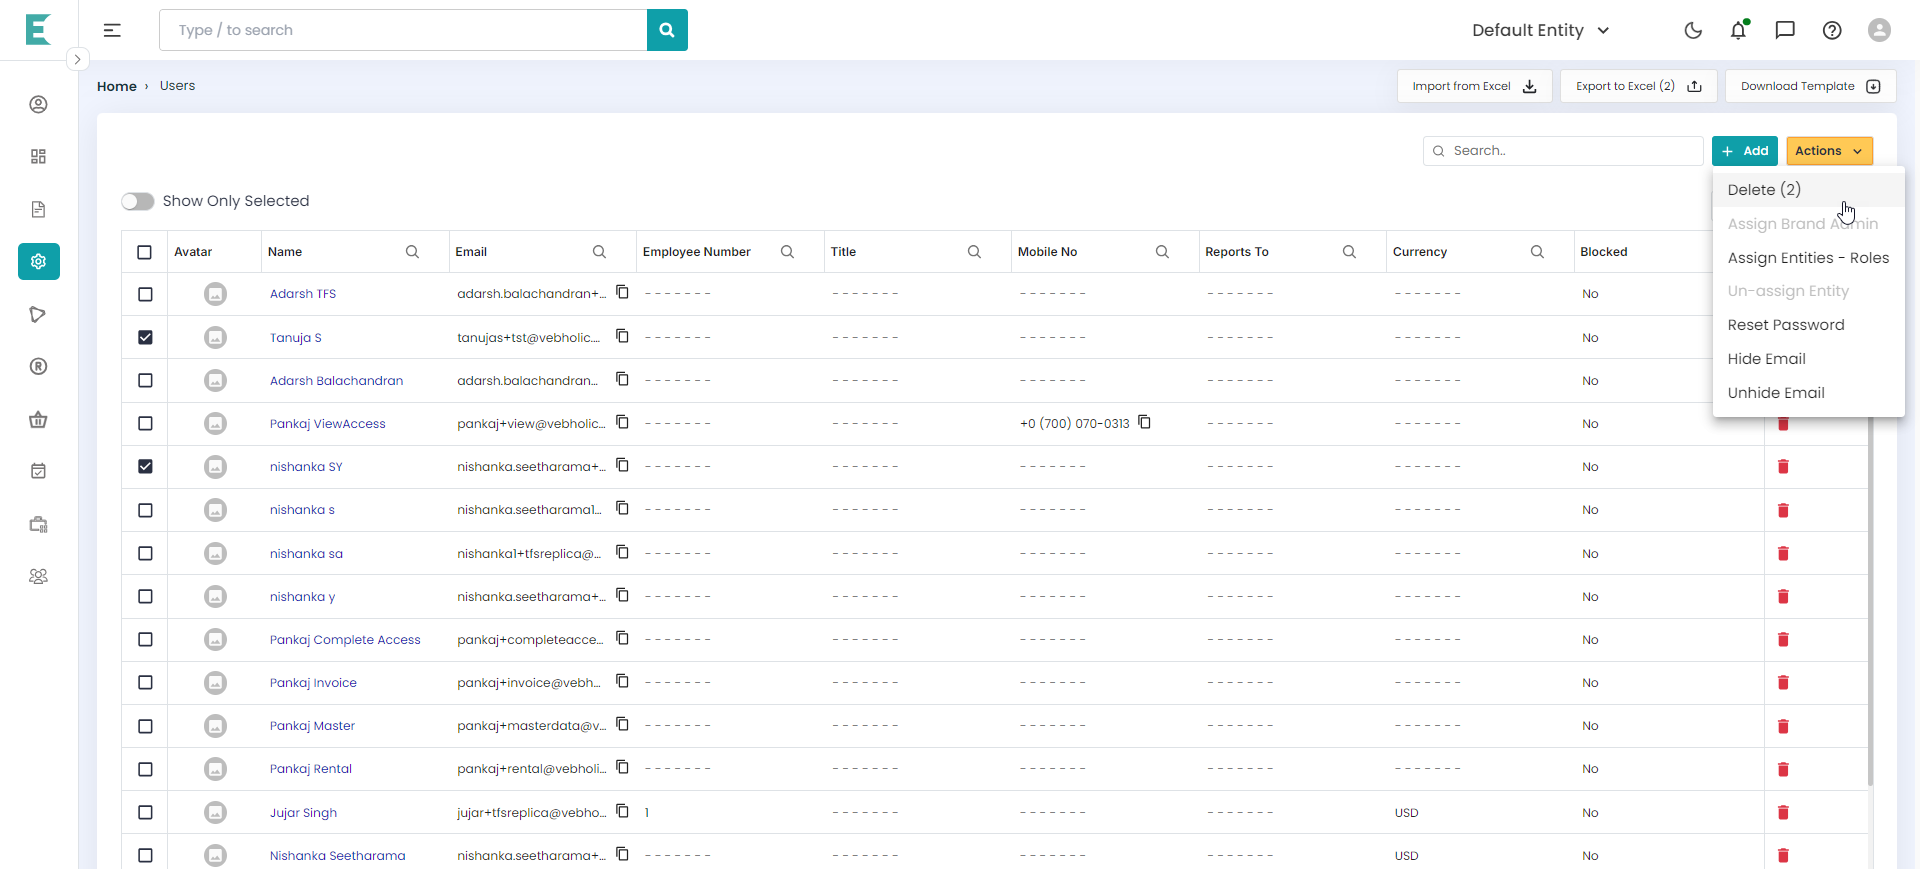 Type / to search
Default Entity
Home › Users
Import from Excel
Export to Excel (2)
Download Template
Search..
+ Add
Actions
Show Only Selected
Delete (2)
Assign Brand Admin
Assign Entities - Roles
Un-assign Entity
Reset Password
Hide Email
Unhide Email
Avatar Name Email Employee Number Title Mobile No Reports To Currency Blocked
Adarsh TFS adarsh.balachandran+... ------- ------- ------- ------- ------- No
Tanuja S tanujas+tst@vebholic.... ------- ------- ------- ------- ------- No
Adarsh Balachandran adarsh.balachandran... ------- ------- ------- ------- ------- No
Pankaj ViewAccess pankaj+view@vebholic... ------- ------- +0 (700) 070-0313 ------- ------- No
nishanka SY nishanka.seetharama+... ------- ------- ------- ------- ------- No
nishanka s nishanka.seetharama1... ------- ------- ------- ------- ------- No
nishanka sa nishanka1+tfsreplica@... ------- ------- ------- ------- ------- No
nishanka y nishanka.seetharama+... ------- ------- ------- ------- ------- No
Pankaj Complete Access pankaj+completeacce... ------- ------- ------- ------- ------- No
Pankaj Invoice pankaj+invoice@vebh... ------- ------- ------- ------- ------- No
Pankaj Master pankaj+masterdata@v... ------- ------- ------- ------- ------- No
Pankaj Rental pankaj+rental@vebholi... ------- ------- ------- ------- ------- No
Jujar Singh jujar+tfsreplica@vebho... 1 ------- ------- ------- USD No
Nishanka Seetharama nishanka.seetharama+... ------- ------- ------- ------- USD No